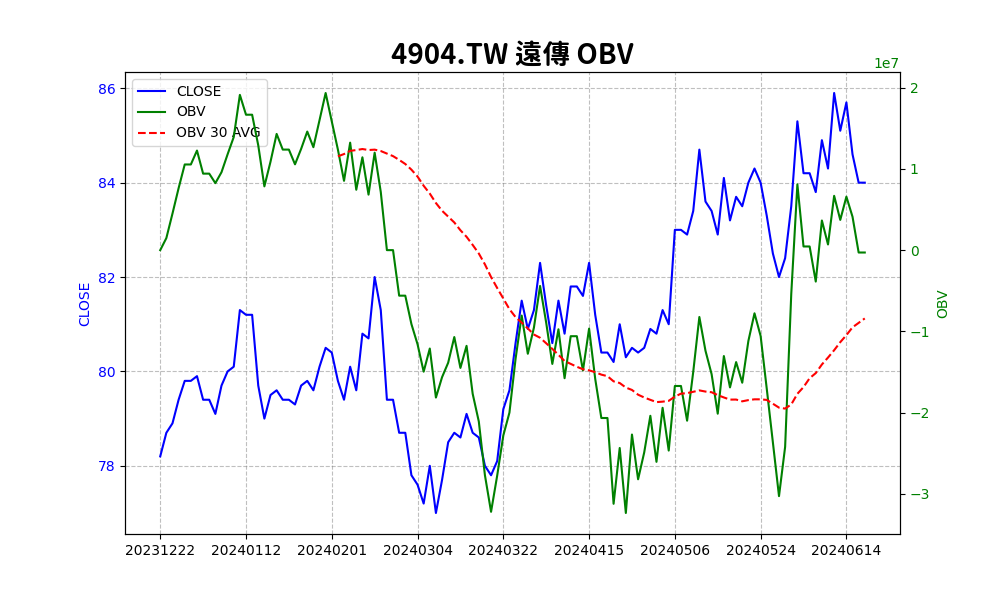 4904.TW 遠傳 OBV
1e7
CLOSE
OBV
OBV 30 AVG
86
84
82
80
78
CLOSE
2
1
0
−1
−2
−3
OBV
20231222 20240112 20240201 20240304 20240322 20240415 20240506 20240524 20240614